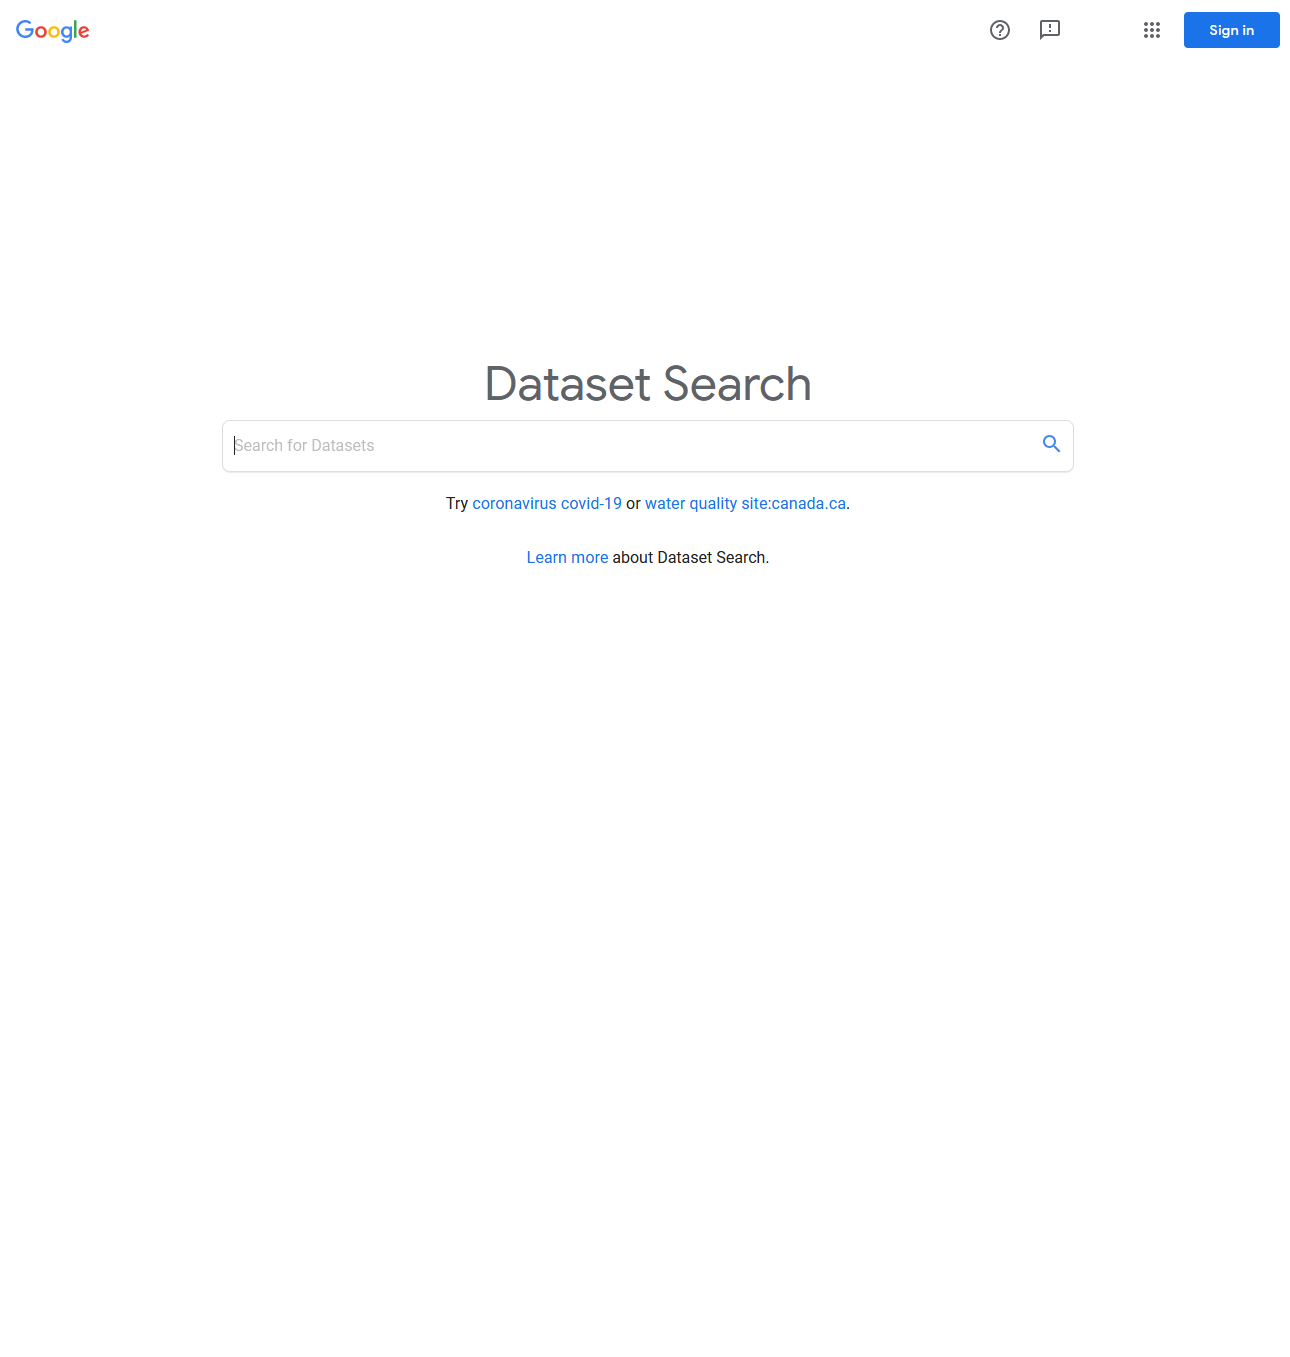 Google
Sign in
Dataset Search
Search for Datasets
Try coronavirus covid-19 or water quality site:canada.ca.
Learn more about Dataset Search.